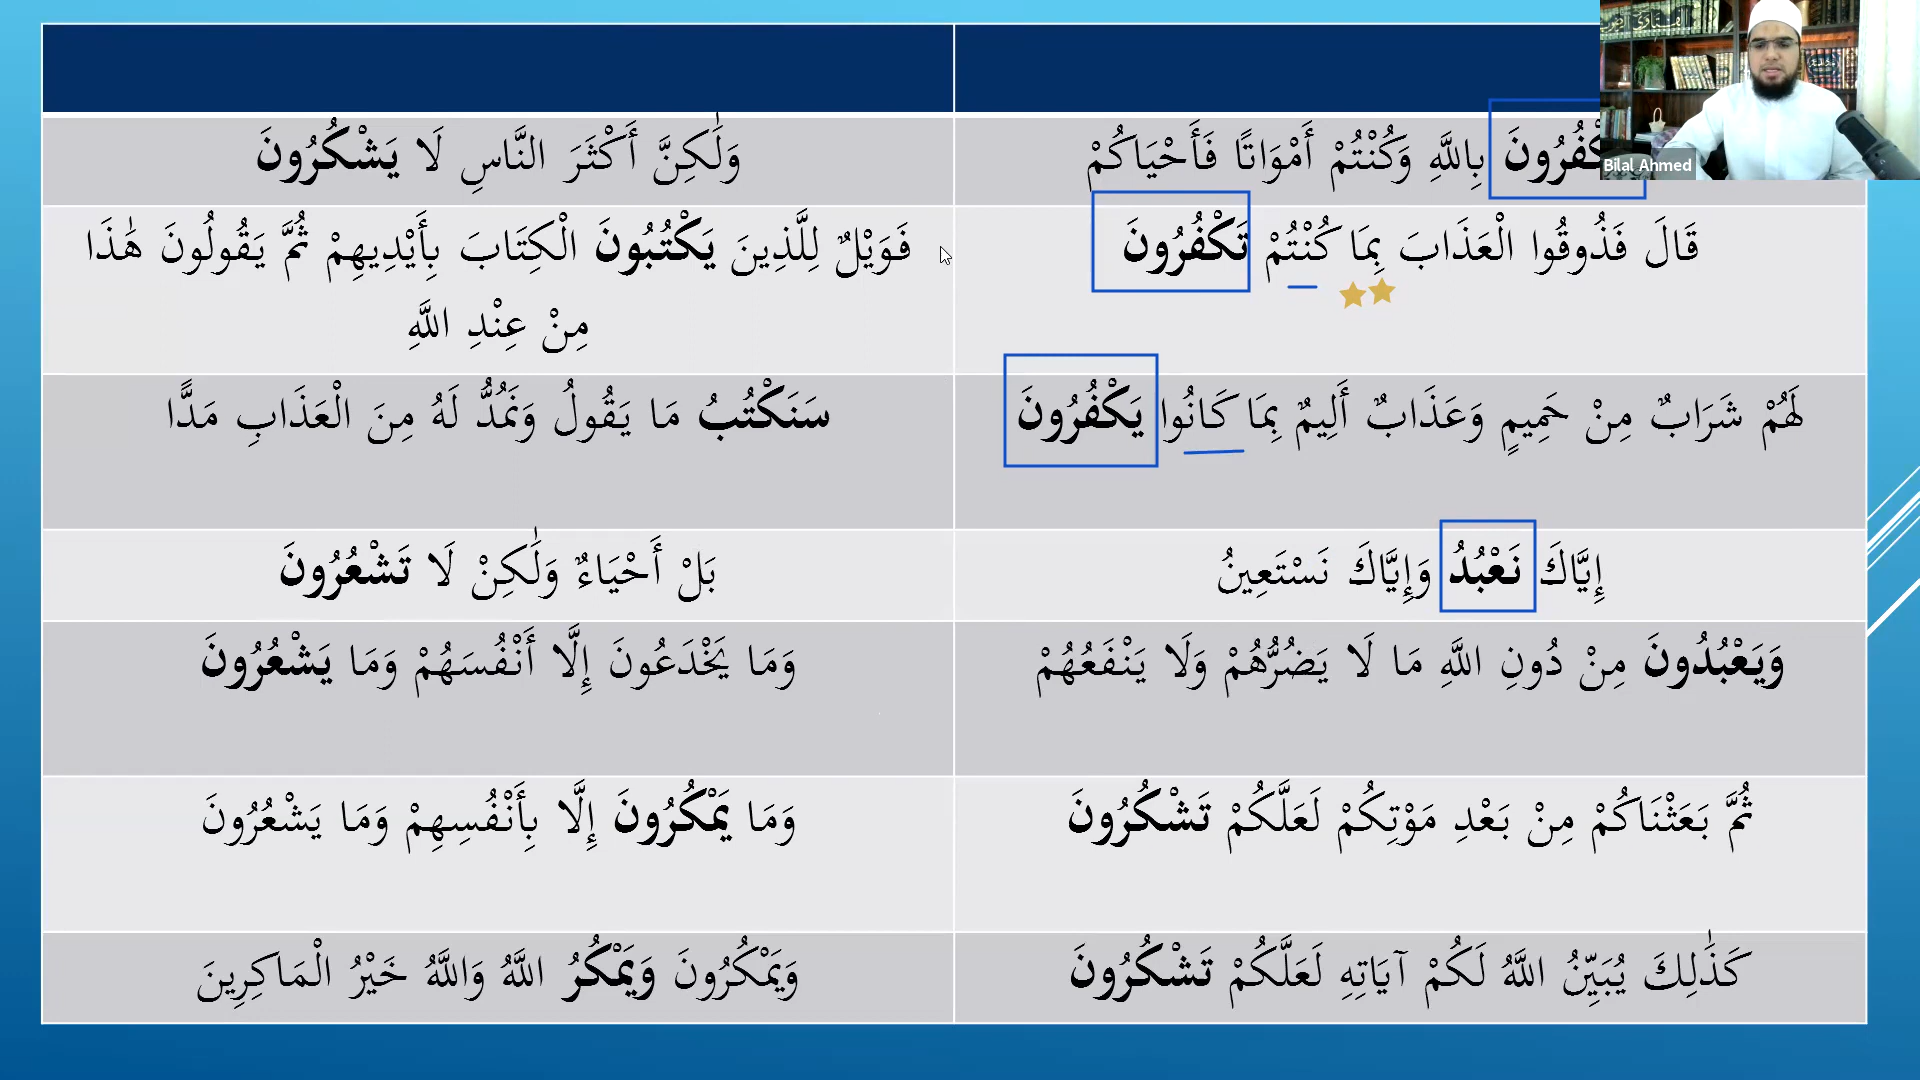 تَكْفُرُونَ بِاللَّهِ وَكُنْتُمْ أَمْوَاتًا فَأَحْيَاكُمْ
وَلَٰكِنَّ أَكْثَرَ النَّاسِ لَا يَشْكُرُونَ
قَالَ فَذُوقُوا الْعَذَابَ بِمَا كُنْتُمْ تَكْفُرُونَ
فَوَيْلٌ لِلَّذِينَ يَكْتُبُونَ الْكِتَابَ بِأَيْدِيهِمْ ثُمَّ يَقُولُونَ هَٰذَا
مِنْ عِنْدِ اللَّهِ
لَهُمْ شَرَابٌ مِنْ حَمِيمٍ وَعَذَابٌ أَلِيمٌ بِمَا كَانُوا يَكْفُرُونَ
سَنَكْتُبُ مَا يَقُولُ وَنَمُدُّ لَهُ مِنَ الْعَذَابِ مَدًّا
إِيَّاكَ نَعْبُدُ وَإِيَّاكَ نَسْتَعِينُ
بَلْ أَحْيَاءٌ وَلَٰكِنْ لَا تَشْعُرُونَ
وَيَعْبُدُونَ مِنْ دُونِ اللَّهِ مَا لَا يَضُرُّهُمْ وَلَا يَنْفَعُهُمْ
وَمَا يَخْدَعُونَ إِلَّا أَنْفُسَهُمْ وَمَا يَشْعُرُونَ
ثُمَّ بَعَثْنَاكُمْ مِنْ بَعْدِ مَوْتِكُمْ لَعَلَّكُمْ تَشْكُرُونَ
وَمَا يَمْكُرُونَ إِلَّا بِأَنْفُسِهِمْ وَمَا يَشْعُرُونَ
كَذَٰلِكَ يُبَيِّنُ اللَّهُ لَكُمْ آيَاتِهِ لَعَلَّكُمْ تَشْكُرُونَ
وَيَمْكُرُونَ وَيَمْكُرُ اللَّهُ وَاللَّهُ خَيْرُ الْمَاكِرِينَ
Bilal Ahmed